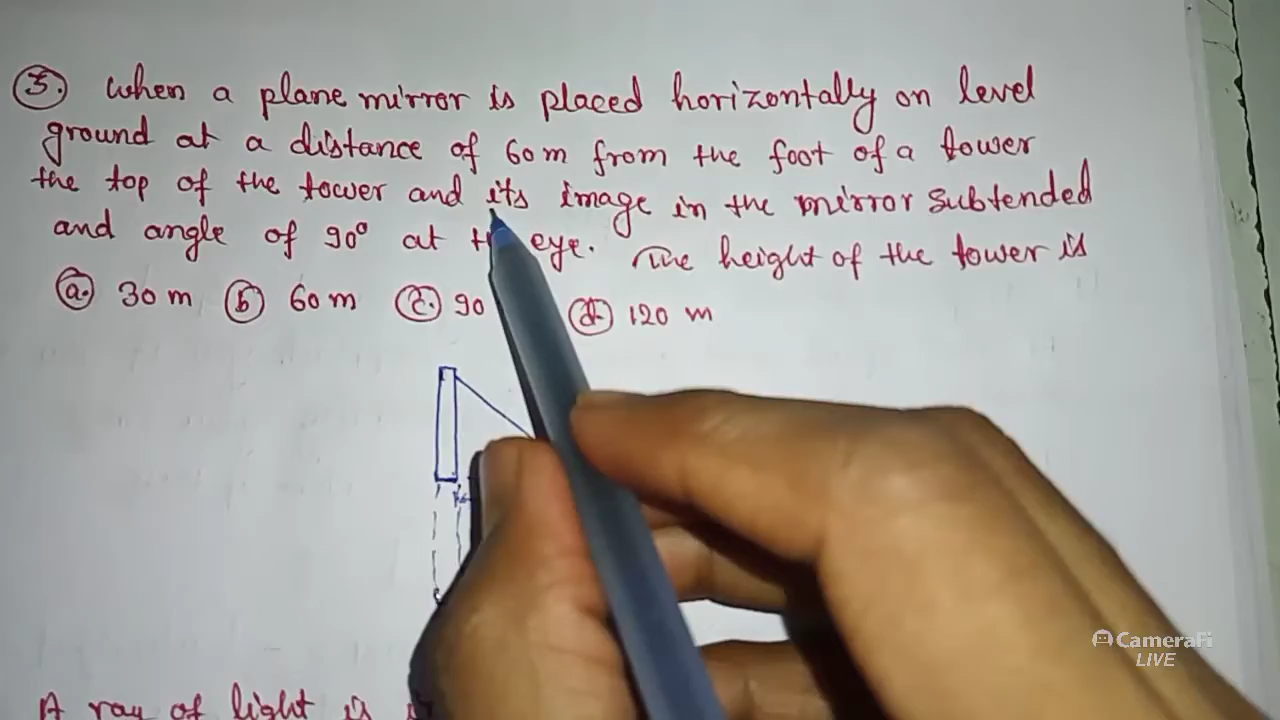 3. When a plane mirror is placed horizontally on level
ground at a distance of 60 m from the foot of a tower
the top of the tower and its image in the mirror subtended
and angle of 90° at eye. The height of the tower is
a. 30 m b. 60 m c. 90 d. 120 m
A ray of light is
CameraFi
LIVE